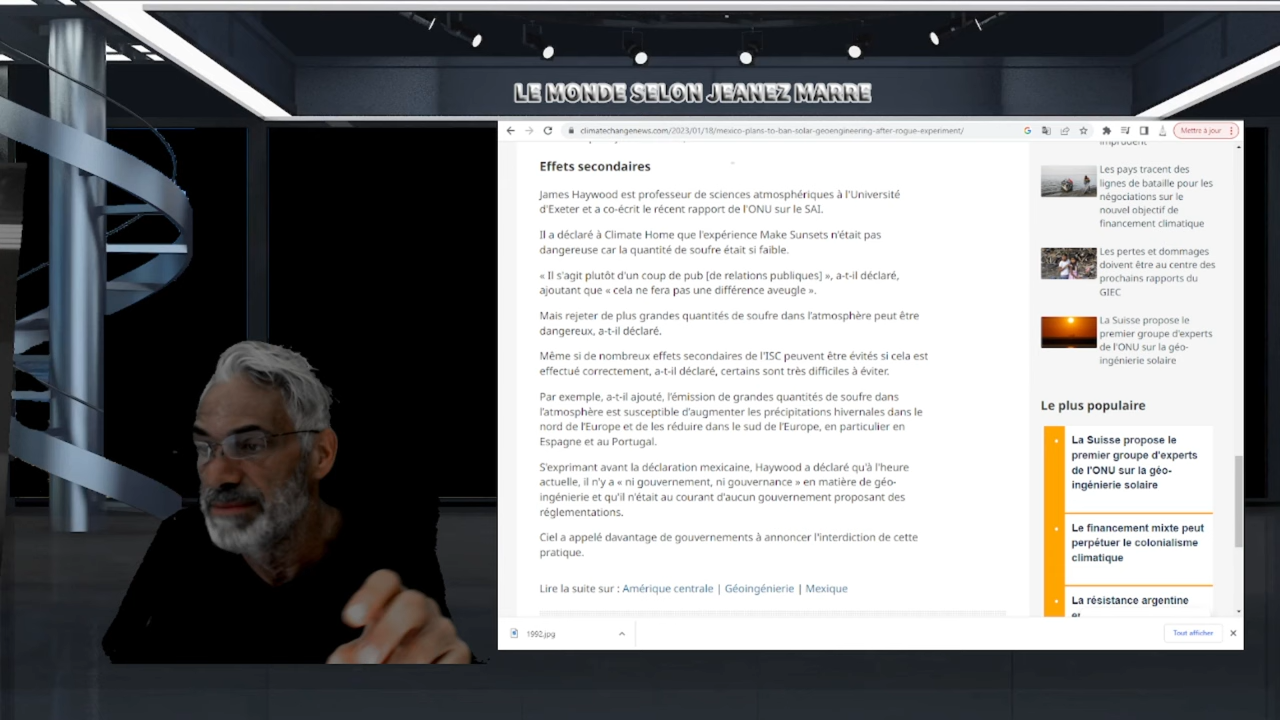 LE MONDE SELON JEANEZ MARRE
climatechangenews.com/2023/01/18/mexico-plans-to-ban-solar-geoengineering-after-rogue-experiment/
Mettre à jour
Effets secondaires
James Haywood est professeur de sciences atmosphériques à l'Université
d'Exeter et a co-écrit le récent rapport de l'ONU sur le SAI.
Il a déclaré à Climate Home que l'expérience Make Sunsets n'était pas
dangereuse car la quantité de soufre était si faible.
« Il s'agit plutôt d'un coup de pub [de relations publiques] », a-t-il déclaré,
ajoutant que « cela ne fera pas une différence aveugle ».
Mais rejeter de plus grandes quantités de soufre dans l'atmosphère peut être
dangereux, a-t-il déclaré.
Même si de nombreux effets secondaires de l'ISC peuvent être évités si cela est
effectué correctement, a-t-il déclaré, certains sont très difficiles à éviter.
Par exemple, a-t-il ajouté, l'émission de grandes quantités de soufre dans
l'atmosphère est susceptible d'augmenter les précipitations hivernales dans le
nord de l'Europe et de les réduire dans le sud de l'Europe, en particulier en
Espagne et au Portugal.
S'exprimant avant la déclaration mexicaine, Haywood a déclaré qu'à l'heure
actuelle, il n'y a « ni gouvernement, ni gouvernance » en matière de géo-
ingénierie et qu'il n'était au courant d'aucun gouvernement proposant des
réglementations.
Ciel a appelé davantage de gouvernements à annoncer l'interdiction de cette
pratique.
Lire la suite sur : Amérique centrale | Géoingénierie | Mexique
imprudent
Les pays tracent des
lignes de bataille pour les
négociations sur le
nouvel objectif de
financement climatique
Les pertes et dommages
doivent être au centre des
prochains rapports du
GIEC
La Suisse propose le
premier groupe d'experts
de l'ONU sur la géo-
ingénierie solaire
Le plus populaire
La Suisse propose le
premier groupe d'experts
de l'ONU sur la géo-
ingénierie solaire
Le financement mixte peut
perpétuer le colonialisme
climatique
La résistance argentine
1992.jpg
Tout afficher